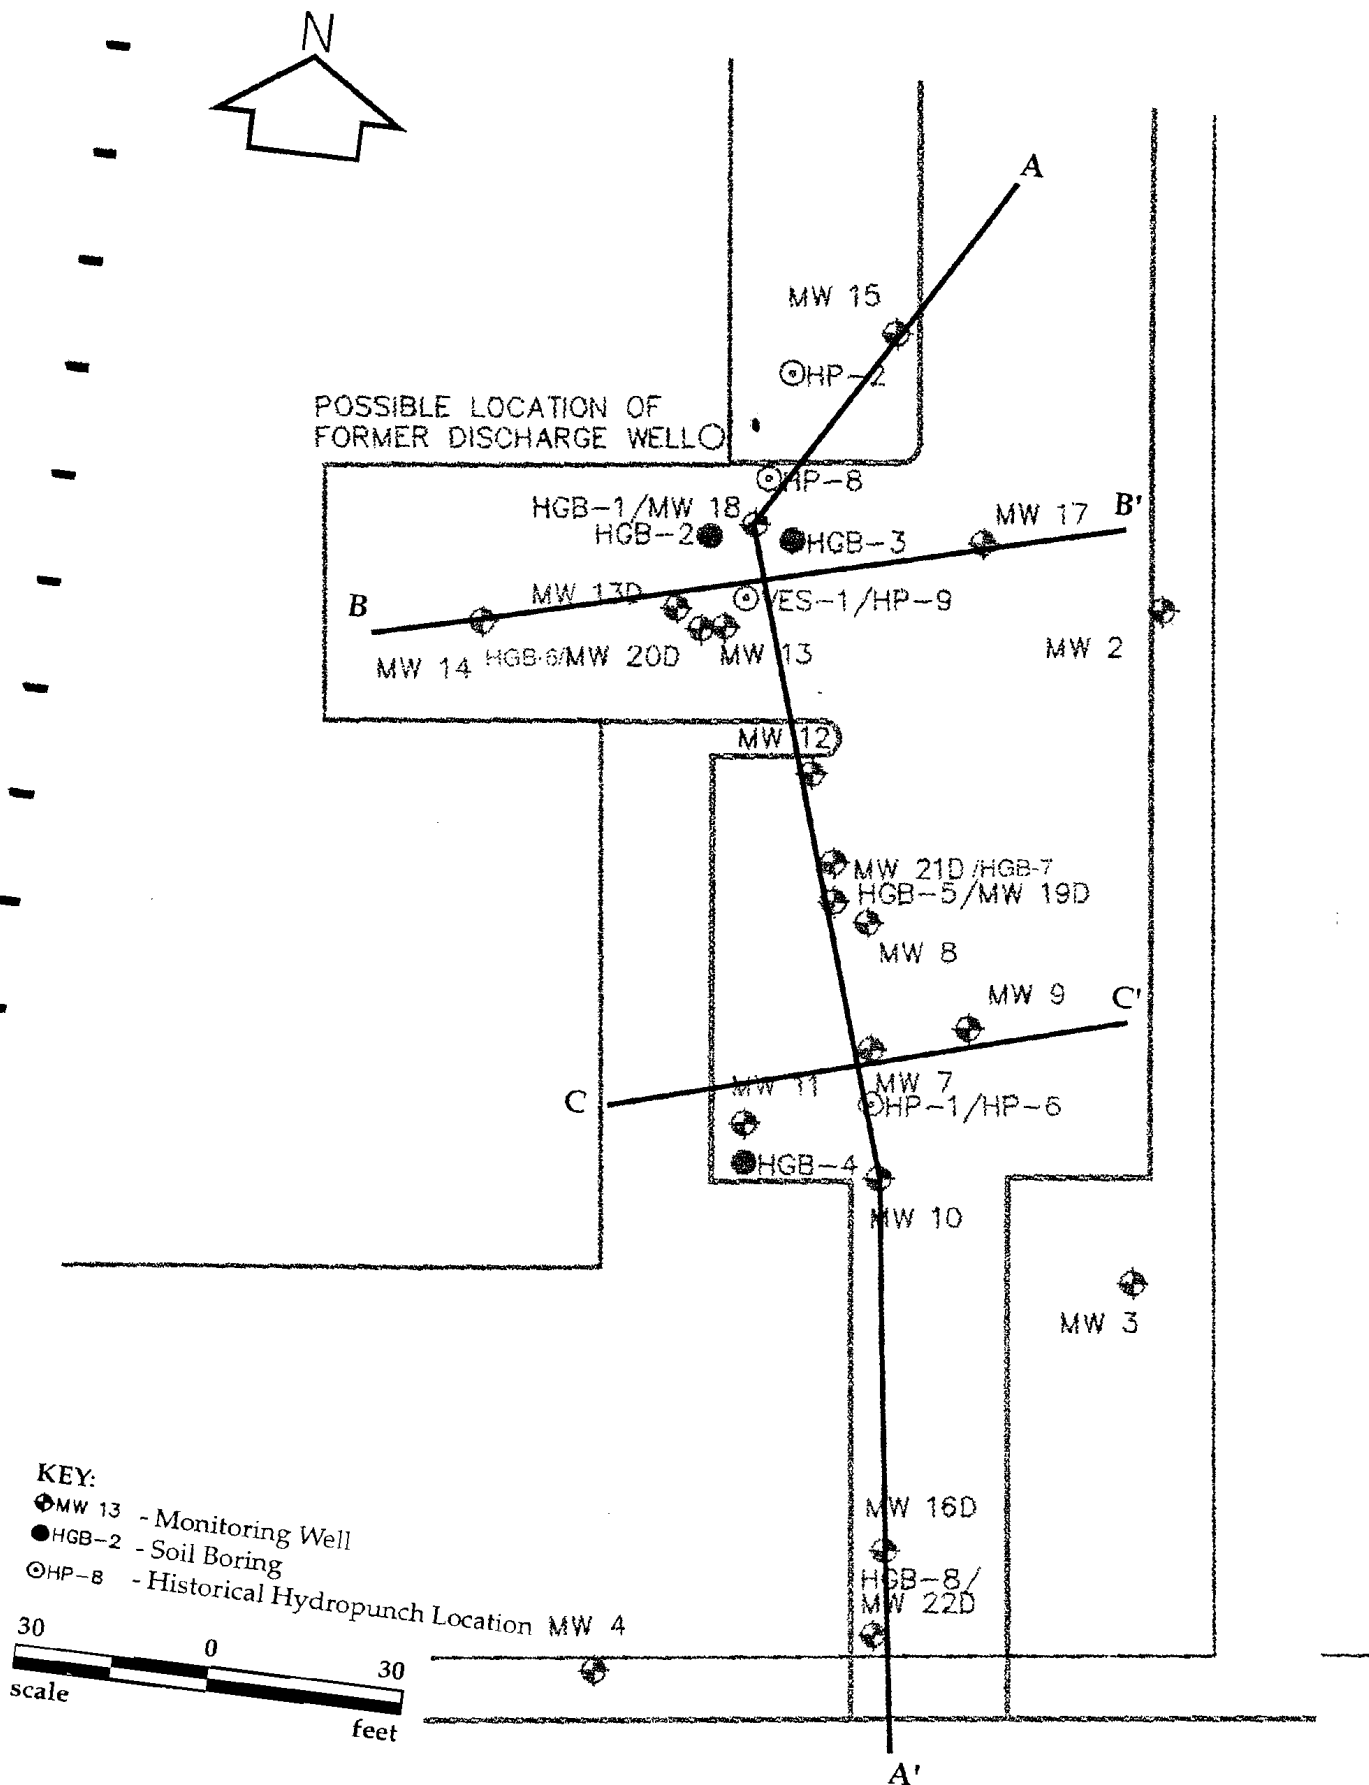 N
A
MW 15
HP-2
POSSIBLE LOCATION OF
FORMER DISCHARGE WELL
HP-8
HGB-1/MW 18
HGB-2
HGB-3
MW 17
B'
B
MW 13D
VES-1/HP-9
MW 14
HGB-6/MW 20D
MW 13
MW 2
MW 12
MW 21D/HGB-7
HGB-5/MW 19D
MW 8
MW 9
C'
C
MW 11
MW 7
HP-1/HP-6
HGB-4
MW 10
MW 3
MW 16D
HGB-8/
MW 22D
KEY:
MW 13 - Monitoring Well
HGB-2 - Soil Boring
HP-8 - Historical Hydropunch Location
MW 4
30 0 30
scale
feet
A'